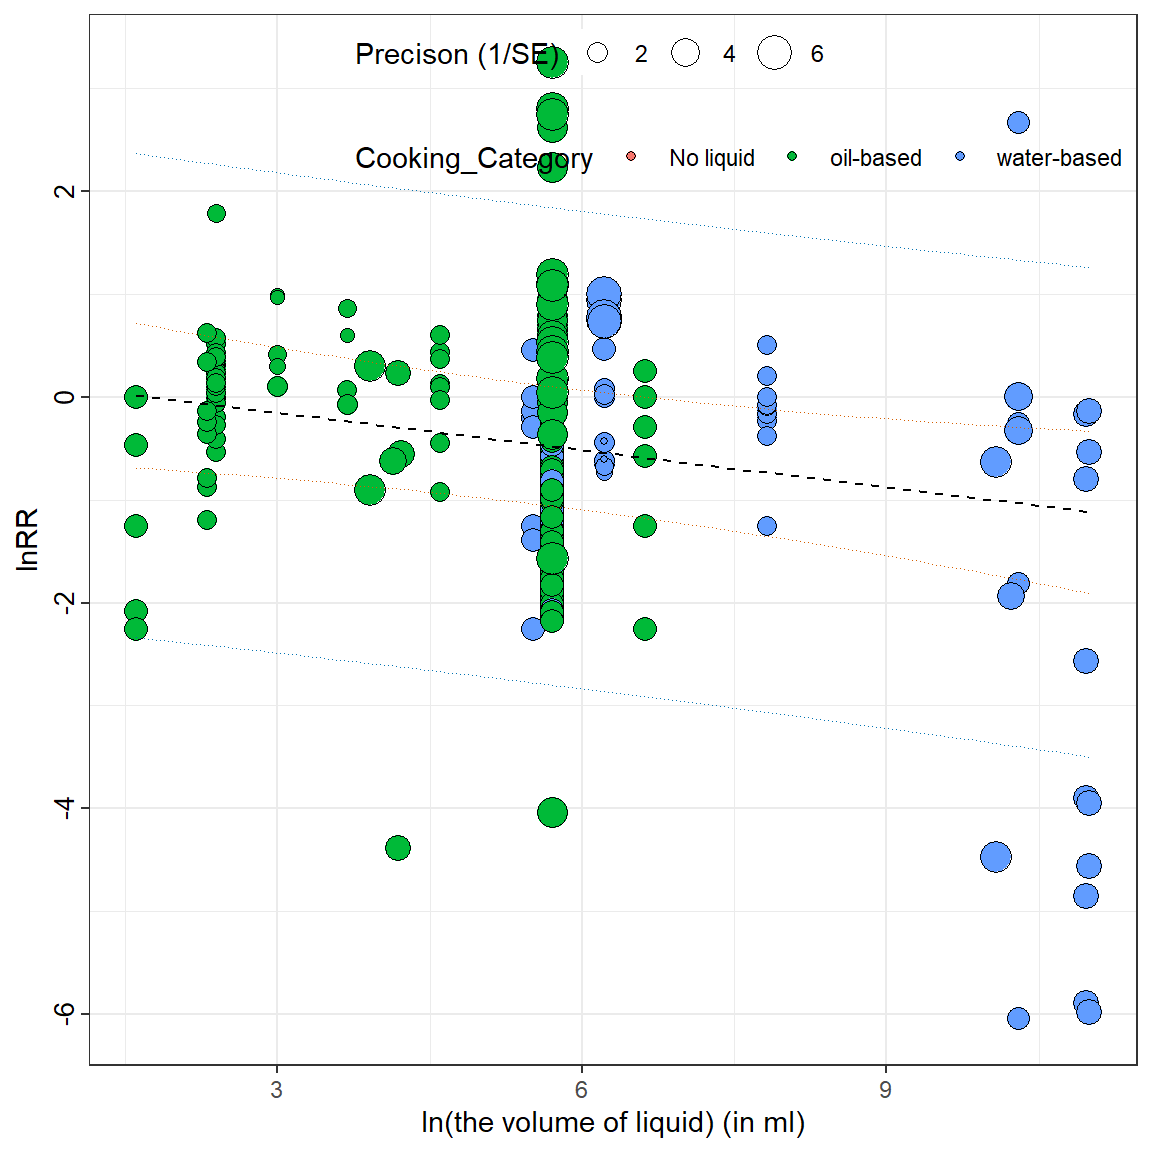 Precison (1/SE) 2 4 6
Cooking_Category No liquid oil-based water-based
2
0
-2
-4
-6
lnRR
3 6 9
ln(the volume of liquid) (in ml)